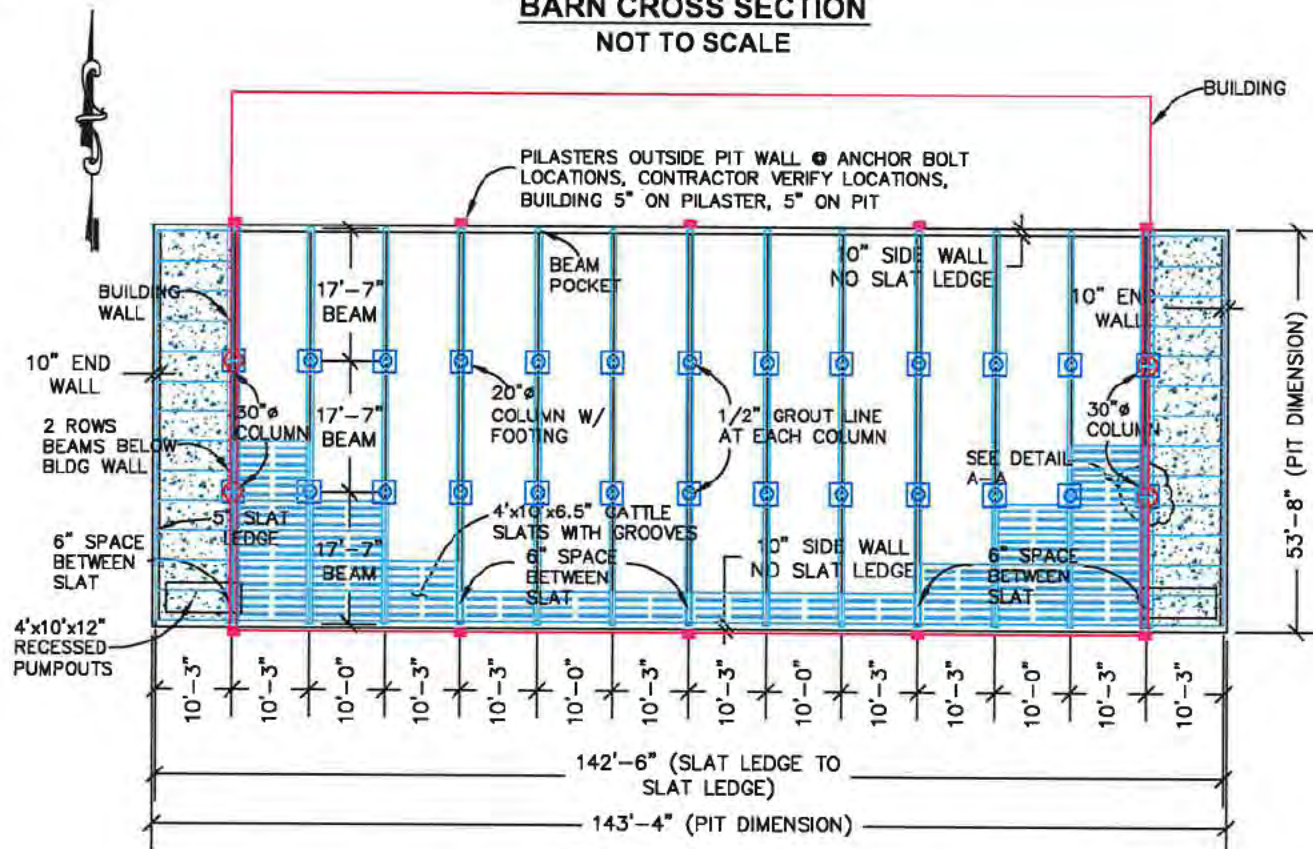 BARN CROSS SECTION
NOT TO SCALE
BUILDING
PILASTERS OUTSIDE PIT WALL @ ANCHOR BOLT
LOCATIONS, CONTRACTOR VERIFY LOCATIONS,
BUILDING 5" ON PILASTER, 5" ON PIT
BEAM
POCKET
10" SIDE WALL
NO SLAT LEDGE
BUILDING
WALL
17'-7"
BEAM
10" END
WALL
10" END
WALL
17'-7"
BEAM
30"ø
COLUMN
20"ø
COLUMN W/
FOOTING
1/2" GROUT LINE
AT EACH COLUMN
30"ø
COLUMN
2 ROWS
BEAMS BELOW
BLDG WALL
SEE DETAIL
A-A
5" SLAT
LEDGE
4'x10'x6.5" CATTLE
SLATS WITH GROOVES
6" SPACE
BETWEEN
SLAT
17'-7"
BEAM
6" SPACE
BETWEEN
SLAT
10" SIDE WALL
NO SLAT LEDGE
6" SPACE
BETWEEN
SLAT
53'-8" (PIT DIMENSION)
4'x10'x12"
RECESSED
PUMPOUTS
10'-3" 10'-3" 10'-0" 10'-3" 10'-3" 10'-0" 10'-3" 10'-3" 10'-0" 10'-3" 10'-3" 10'-0" 10'-3" 10'-3"
142'-6" (SLAT LEDGE TO
SLAT LEDGE)
143'-4" (PIT DIMENSION)